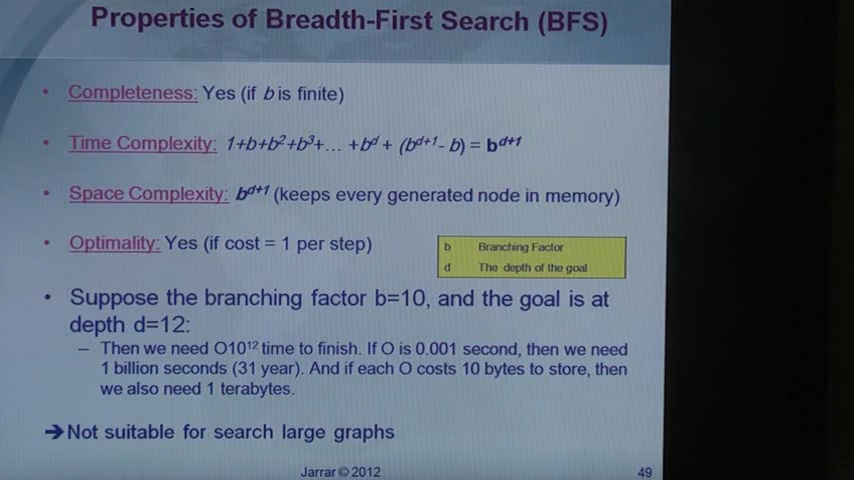 Properties of Breadth-First Search (BFS)
• Completeness: Yes (if b is finite)
• Time Complexity: 1+b+b²+b³+… +bᵈ + (bᵈ⁺¹- b) = bᵈ⁺¹
• Space Complexity: bᵈ⁺¹ (keeps every generated node in memory)
• Optimality: Yes (if cost = 1 per step)
b Branching Factor
d The depth of the goal
• Suppose the branching factor b=10, and the goal is at
depth d=12:
– Then we need O10¹² time to finish. If O is 0.001 second, then we need
1 billion seconds (31 year). And if each O costs 10 bytes to store, then
we also need 1 terabytes.
➔Not suitable for search large graphs
Jarrar © 2012
49